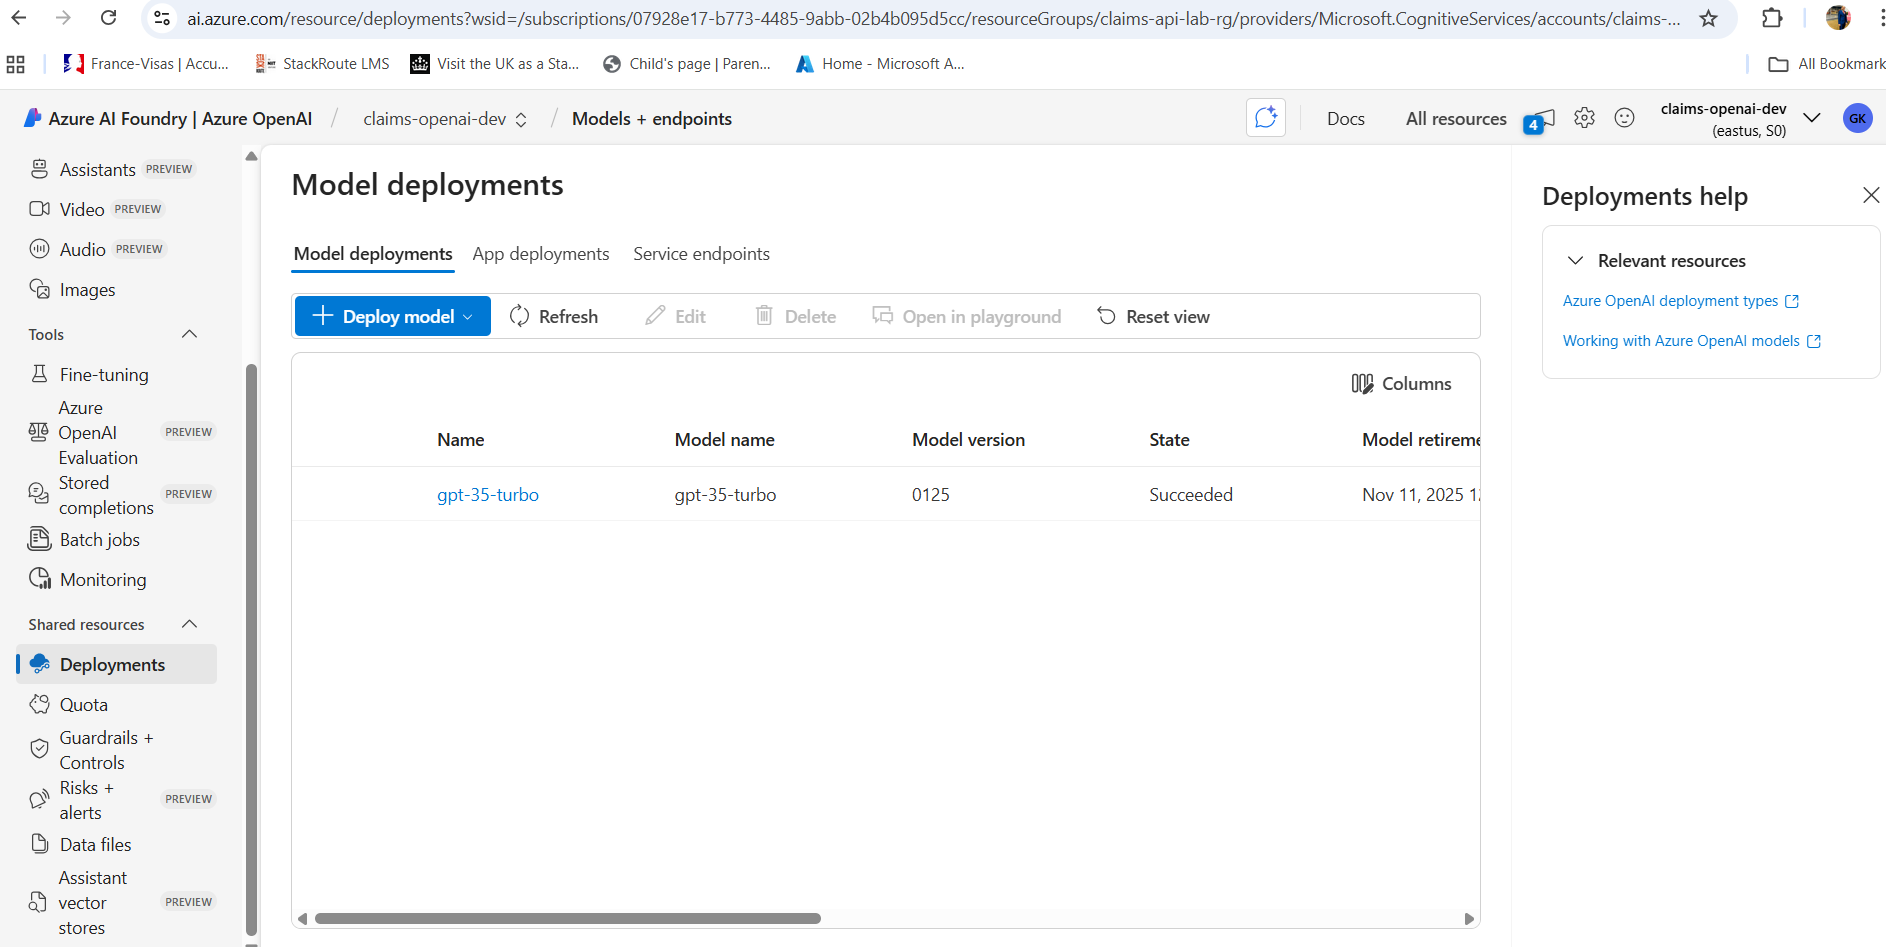 ai.azure.com/resource/deployments?wsid=/subscriptions/07928e17-b773-4485-9abb-02b4b095d5cc/resourceGroups/claims-api-lab-rg/providers/Microsoft.CognitiveServices/accounts/claims-...
France-Visas | Accu...
StackRoute LMS
Visit the UK as a Sta...
Child's page | Paren...
Home - Microsoft A...
All Bookmark
Azure AI Foundry | Azure OpenAI / claims-openai-dev / Models + endpoints
Docs
All resources
4
claims-openai-dev
(eastus, S0)
GK
Assistants PREVIEW
Video PREVIEW
Audio PREVIEW
Images
Tools
Fine-tuning
Azure
OpenAI PREVIEW
Evaluation
Stored
completions PREVIEW
Batch jobs
Monitoring
Shared resources
Deployments
Quota
Guardrails +
Controls
Risks +
alerts PREVIEW
Data files
Assistant
vector PREVIEW
stores
Model deployments
Model deployments App deployments Service endpoints
Deploy model Refresh Edit Delete Open in playground Reset view
Columns
Name Model name Model version State Model retireme
gpt-35-turbo gpt-35-turbo 0125 Succeeded Nov 11, 2025 1
Deployments help
Relevant resources
Azure OpenAI deployment types
Working with Azure OpenAI models